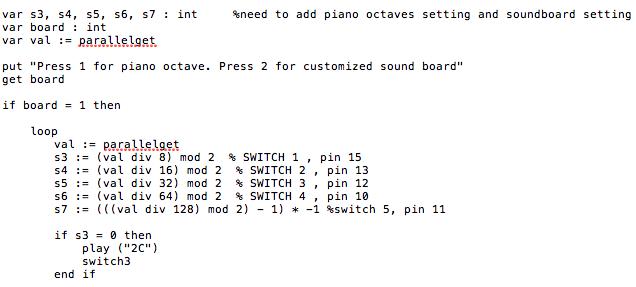 var s3, s4, s5, s6, s7 : int     %need to add piano octaves setting and soundboard setting
var board : int
var val := parallelget
put "Press 1 for piano octave. Press 2 for customized sound board"
get board
if board = 1 then
    loop
       val := parallelget
       s3 := (val div 8) mod 2  % SWITCH 1 , pin 15
       s4 := (val div 16) mod 2  % SWITCH 2 , pin 13
       s5 := (val div 32) mod 2  % SWITCH 3 , pin 12
       s6 := (val div 64) mod 2  % SWITCH 4 , pin 10
       s7 := (((val div 128) mod 2) - 1) * -1 %switch 5, pin 11
       if s3 = 0 then
           play ("2C")
           switch3
       end if